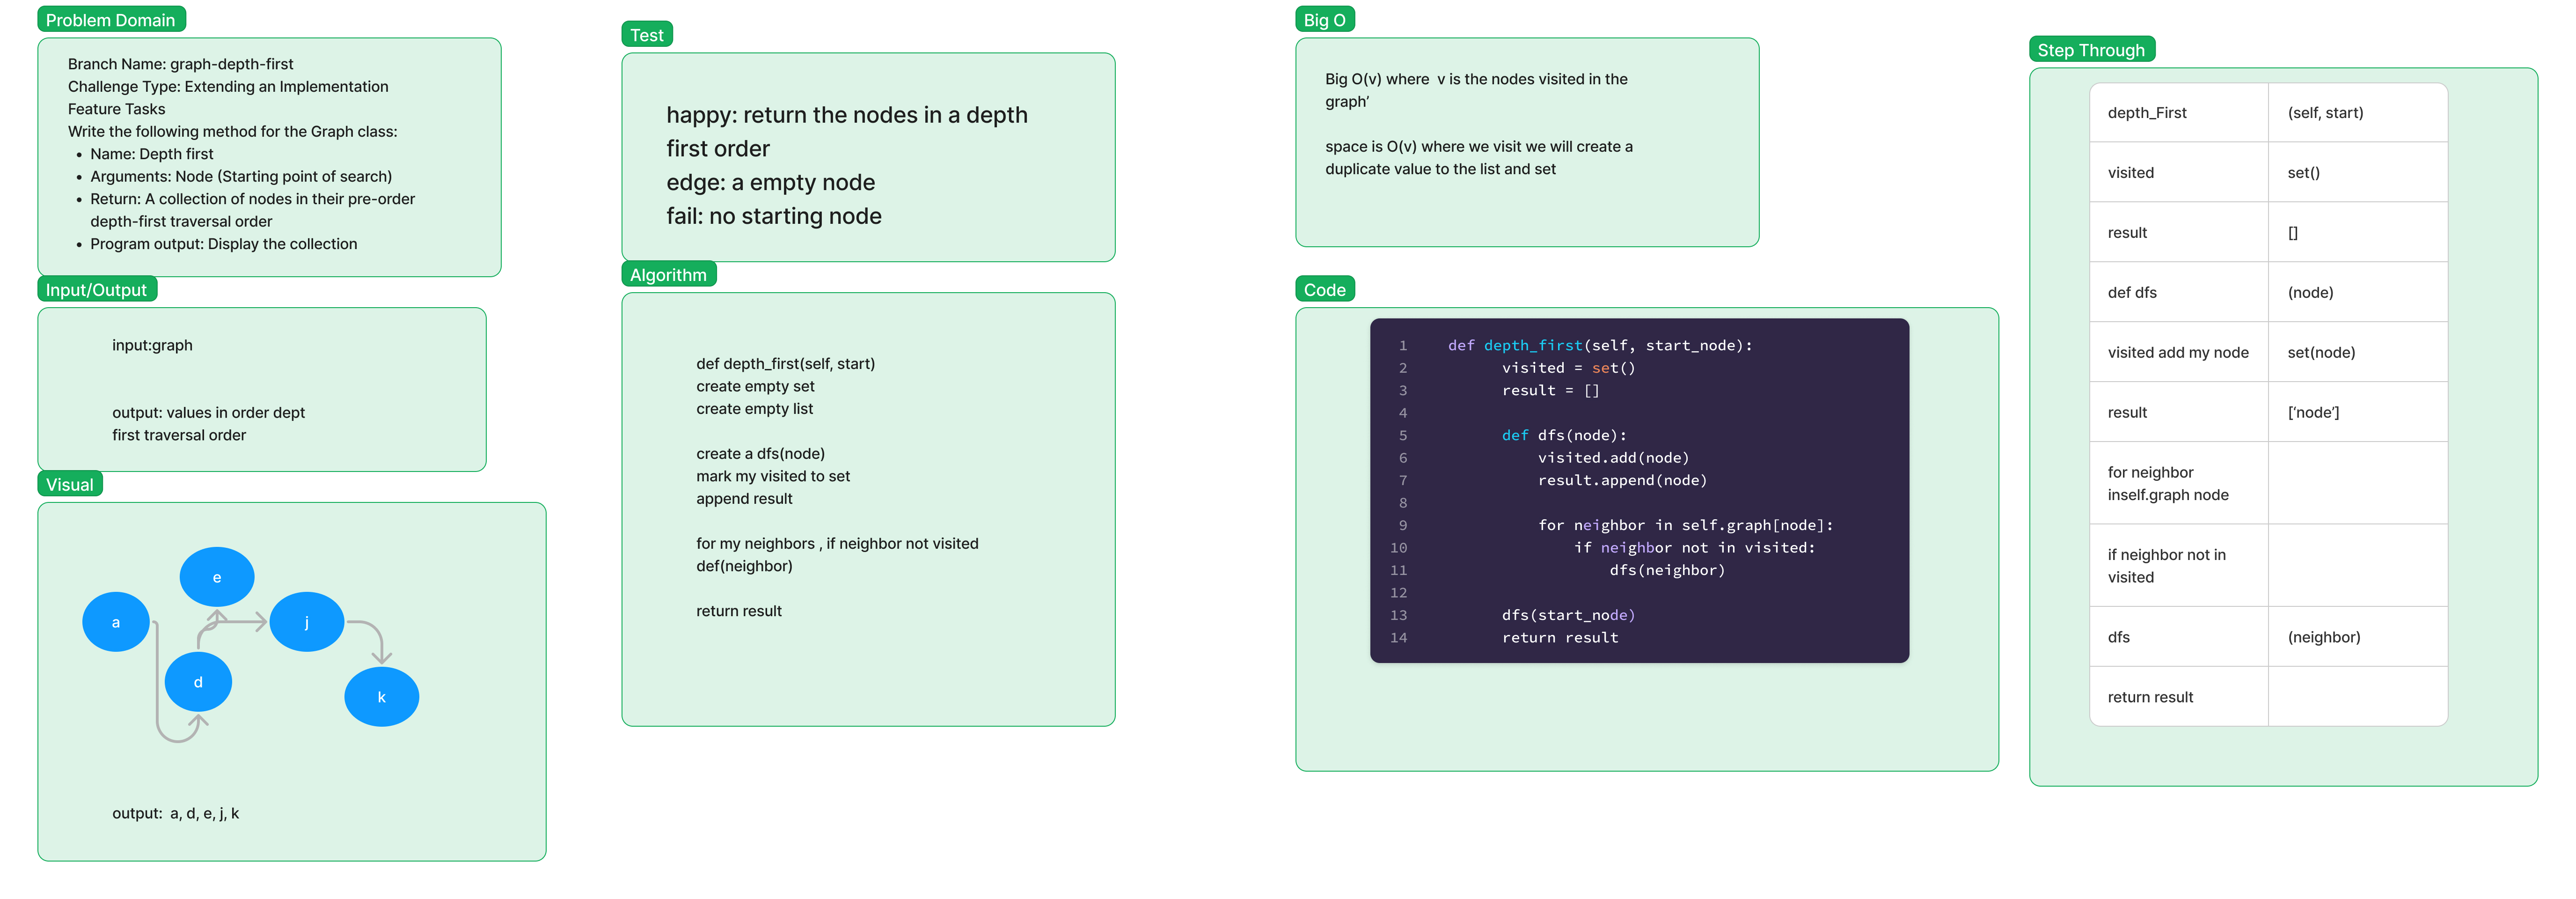 Problem Domain
Branch Name: graph-depth-first
Challenge Type: Extending an Implementation
Feature Tasks
Write the following method for the Graph class:
• Name: Depth first
• Arguments: Node (Starting point of search)
• Return: A collection of nodes in their pre-order
depth-first traversal order
• Program output: Display the collection
Input/Output
input:graph
output: values in order dept
first traversal order
Visual
e
a
j
d
k
output:  a, d, e, j, k
Test
happy: return the nodes in a depth
first order
edge: a empty node
fail: no starting node
Algorithm
def depth_first(self, start)
create empty set
create empty list
create a dfs(node)
mark my visited to set
append result
for my neighbors , if neighbor not visited
def(neighbor)
return result
Big O
Big O(v) where  v is the nodes visited in the
graph’
space is O(v) where we visit we will create a
duplicate value to the list and set
Code
1 def depth_first(self, start_node):
2 visited = set()
3 result = []
4
5 def dfs(node):
6 visited.add(node)
7 result.append(node)
8
9 for neighbor in self.graph[node]:
10 if neighbor not in visited:
11 dfs(neighbor)
12
13 dfs(start_node)
14 return result
Step Through
depth_First (self, start)
visited set()
result []
def dfs (node)
visited add my node set(node)
result [‘node’]
for neighbor
inself.graph node
if neighbor not in
visited
dfs (neighbor)
return result